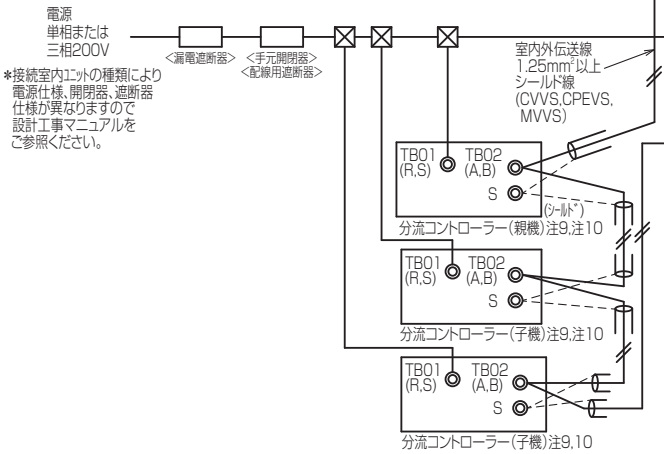 電源
単相または
三相200V
<漏電遮断器>
<手元開閉器>
<配線用遮断器>
*接続室内ユニットの種類により
電源仕様、開閉器、遮断器
仕様が異なりますので
設計工事マニュアルを
ご参照ください。
室内外伝送線
1.25mm²以上
シールド線
(CVVS,CPEVS,
MVVS)
TB01
(R,S)
TB02
(A,B)
S
(シールド)
分流コントローラー(親機)注9,注10
TB01
(R,S)
TB02
(A,B)
S
分流コントローラー(子機)注9,注10
TB01
(R,S)
TB02
(A,B)
S
分流コントローラー(子機)注9,10